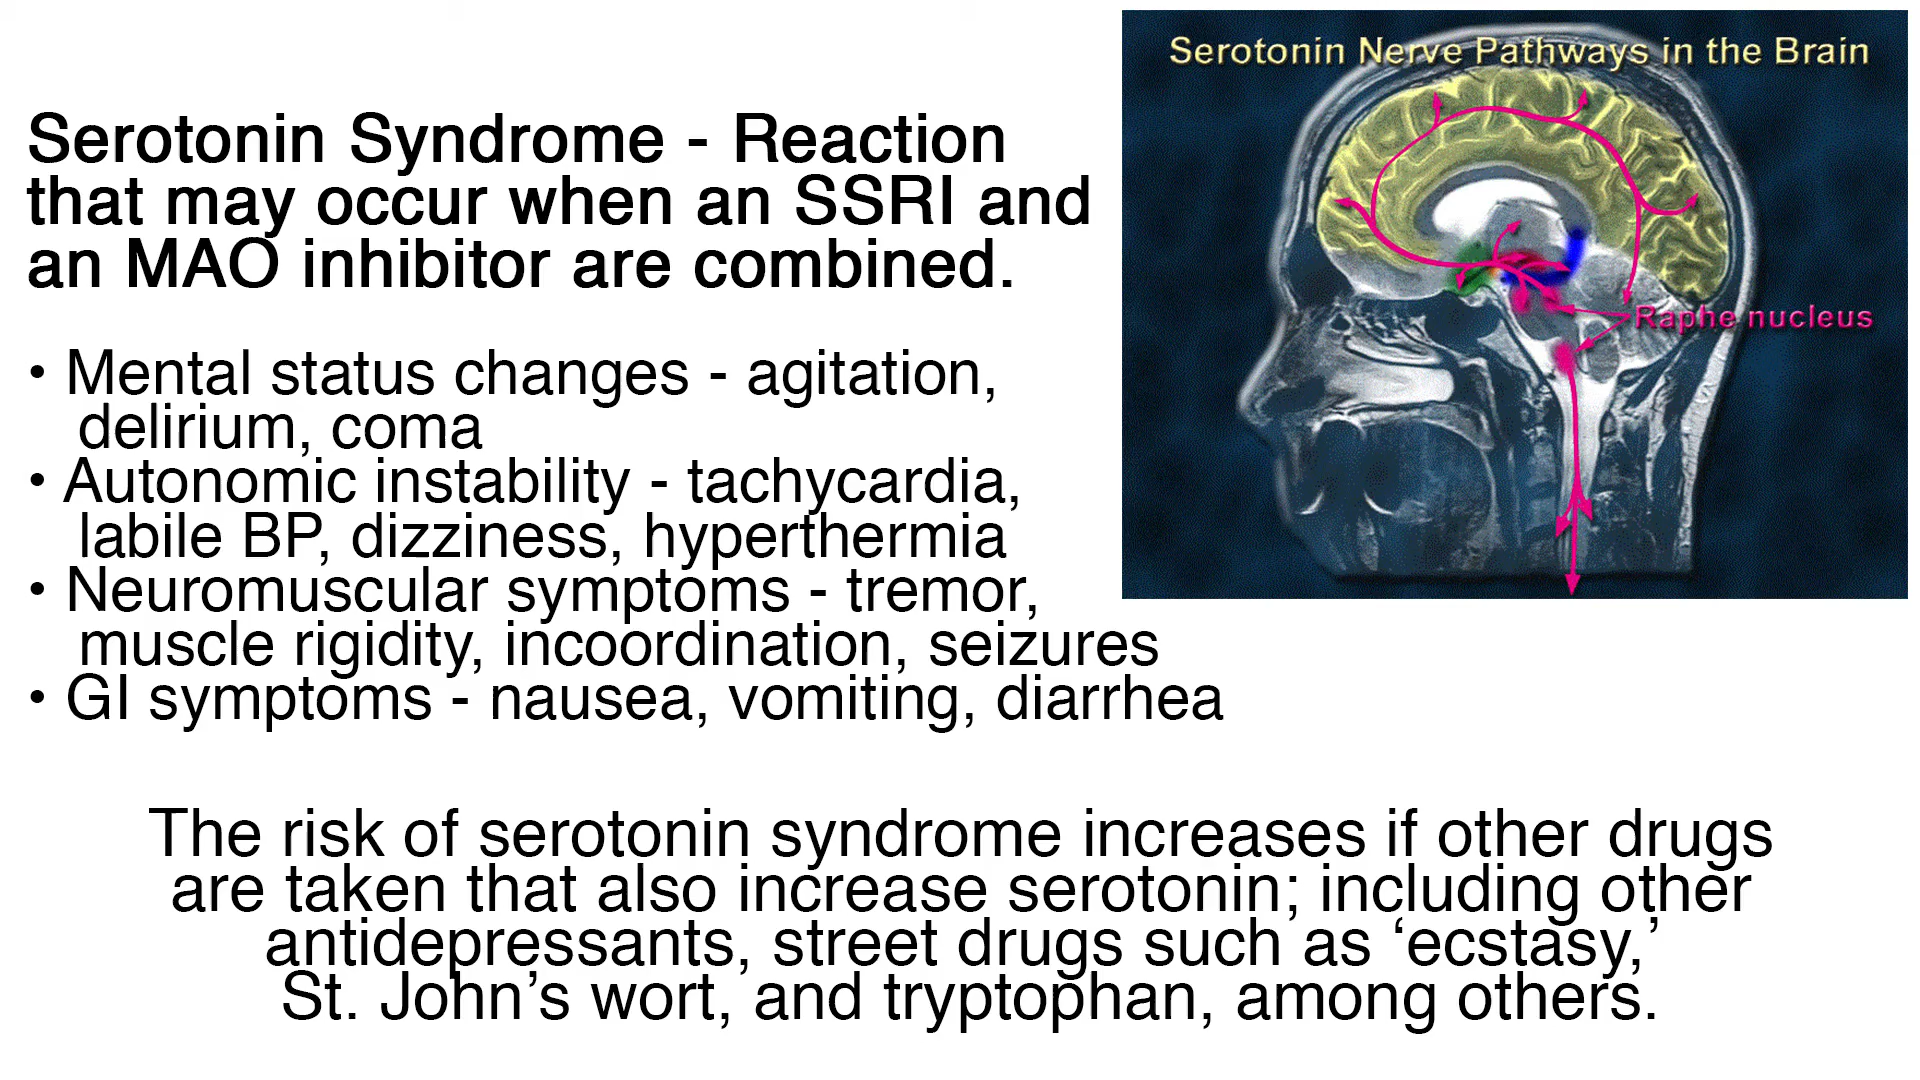 Serotonin Syndrome - Reaction
that may occur when an SSRI and
an MAO inhibitor are combined.
• Mental status changes - agitation,
delirium, coma
• Autonomic instability - tachycardia,
labile BP, dizziness, hyperthermia
• Neuromuscular symptoms - tremor,
muscle rigidity, incoordination, seizures
• GI symptoms - nausea, vomiting, diarrhea
Serotonin Nerve Pathways in the Brain
Raphe nucleus
The risk of serotonin syndrome increases if other drugs
are taken that also increase serotonin; including other
antidepressants, street drugs such as ‘ecstasy,’
St. John’s wort, and tryptophan, among others.